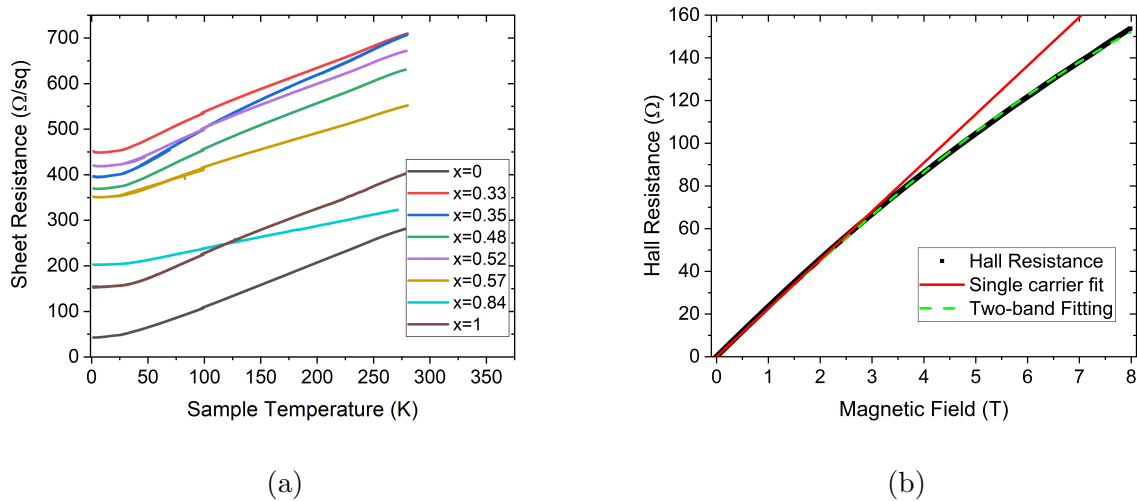 700
600
500
400
300
200
100
0
Sheet Resistance (Ω/sq)
0 50 100 150 200 250 300 350
Sample Temperature (K)
x=0
x=0.33
x=0.35
x=0.48
x=0.52
x=0.57
x=0.84
x=1
(a)
160
140
120
100
80
60
40
20
0
Hall Resistance (Ω)
0 1 2 3 4 5 6 7 8
Magnetic Field (T)
Hall Resistance
Single carrier fit
Two-band Fitting
(b)